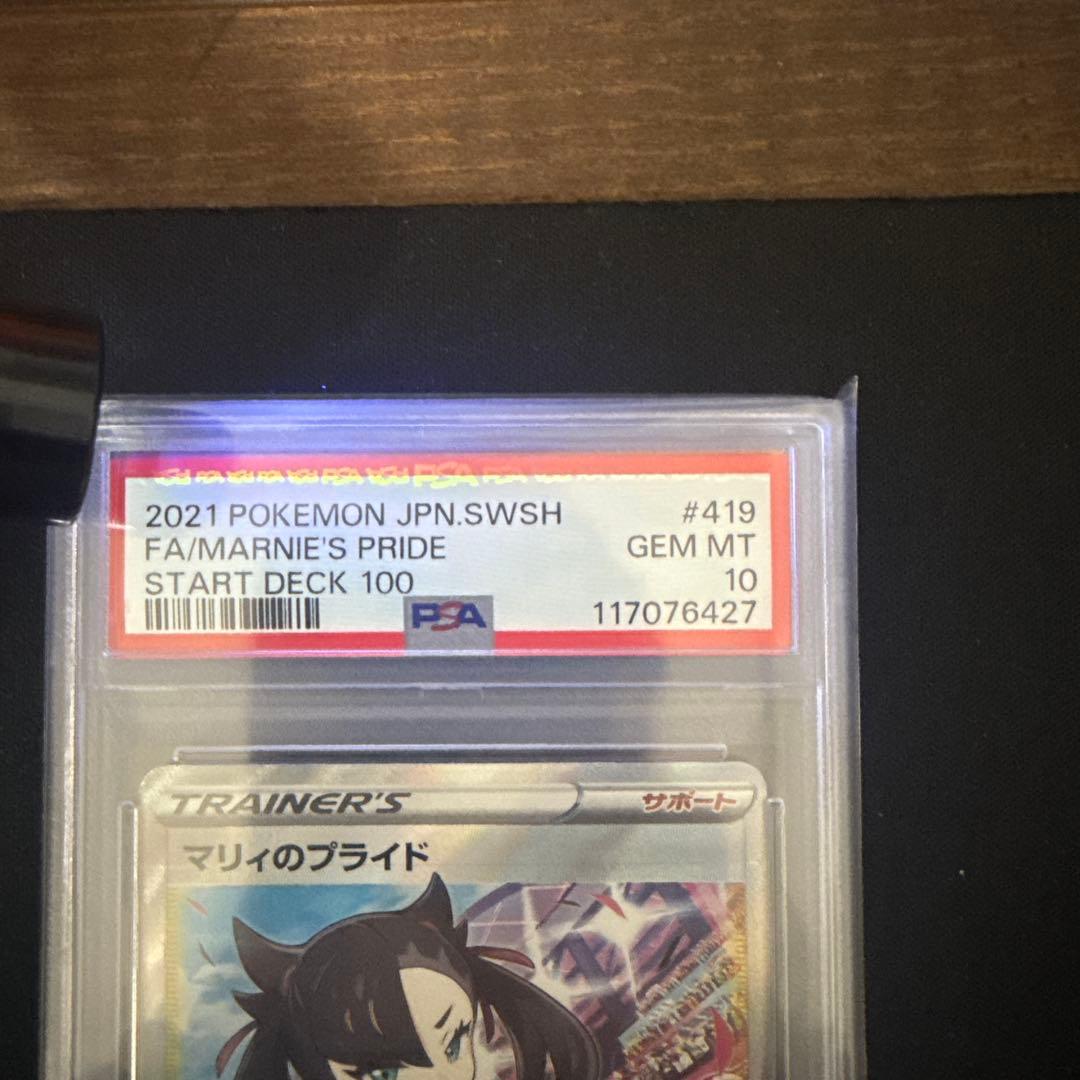 2021 POKEMON JPN.SWSH #419
FA/MARNIE'S PRIDE GEM MT
START DECK 100 10
PSA 117076427
TRAINER'S サポート
マリィのプライド